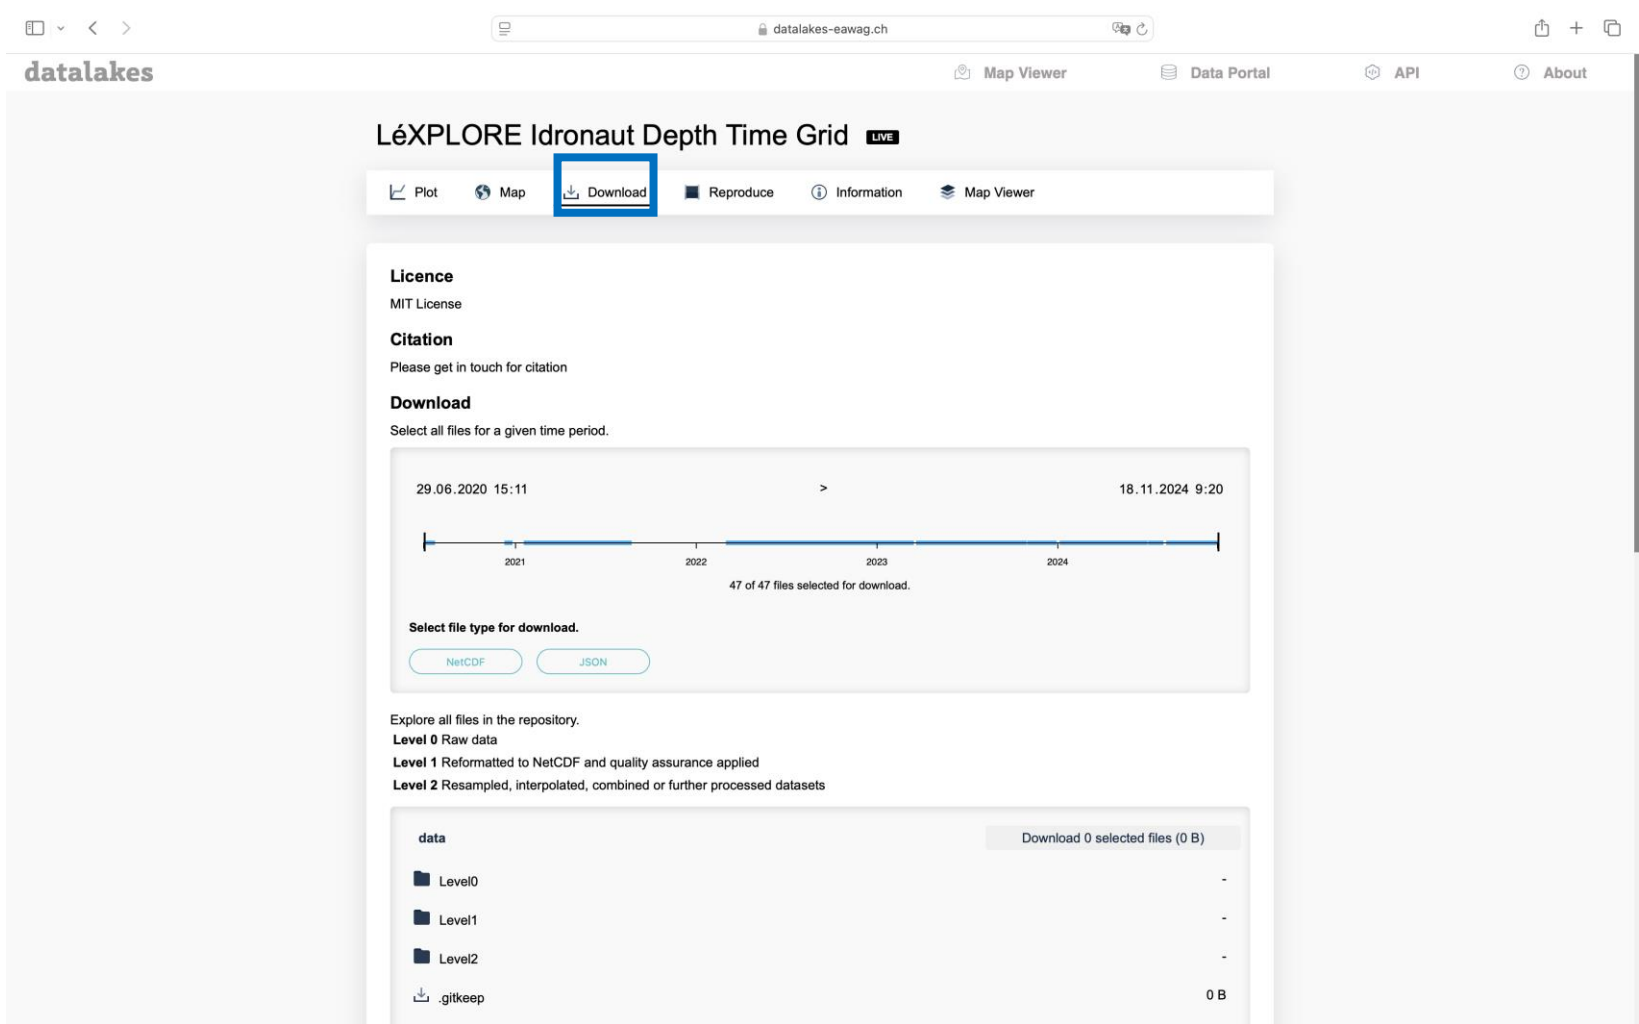 datalakes-eawag.ch
datalakes Map Viewer Data Portal API About
LéXPLORE Idronaut Depth Time Grid LIVE
Plot Map Download Reproduce Information Map Viewer
Licence
MIT License
Citation
Please get in touch for citation
Download
Select all files for a given time period.
29.06.2020 15:11 > 18.11.2024 9:20
2021 2022 2023 2024
47 of 47 files selected for download.
Select file type for download.
NetCDF JSON
Explore all files in the repository.
Level 0 Raw data
Level 1 Reformatted to NetCDF and quality assurance applied
Level 2 Resampled, interpolated, combined or further processed datasets
data Download 0 selected files (0 B)
Level0 -
Level1 -
Level2 -
.gitkeep 0 B